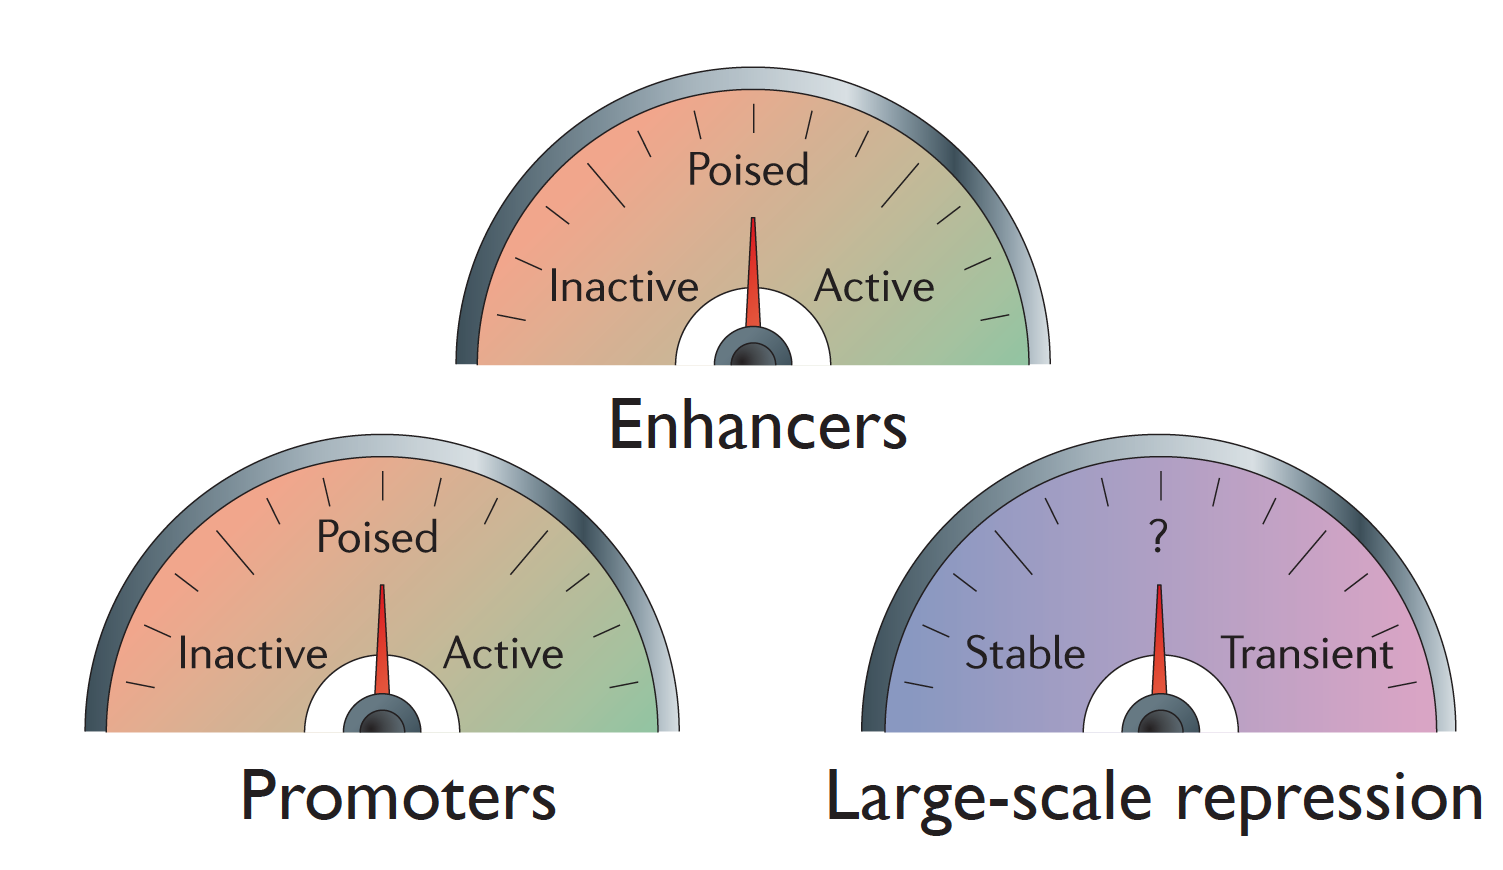 Poised
Inactive
Active
Enhancers
Poised
Inactive
Active
Promoters
?
Stable
Transient
Large-scale repression